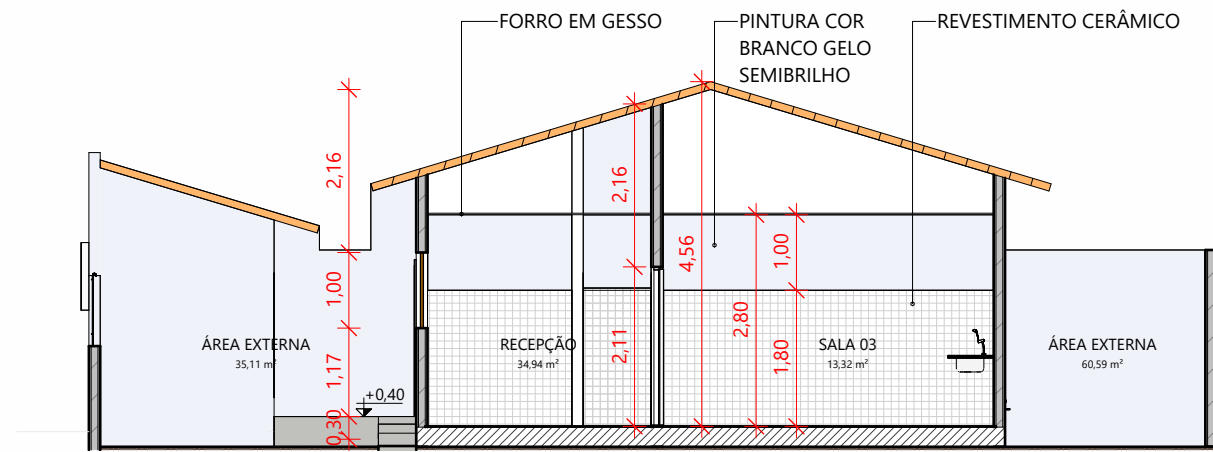 FORRO EM GESSO
PINTURA COR
BRANCO GELO
SEMIBRILHO
REVESTIMENTO CERÂMICO
2,16
2,16
4,56
1,00
1,00
2,80
2,11
1,80
1,17
0,30
+0,40
ÁREA EXTERNA
35,11 m²
RECEPÇÃO
34,94 m²
SALA 03
13,32 m²
ÁREA EXTERNA
60,59 m²